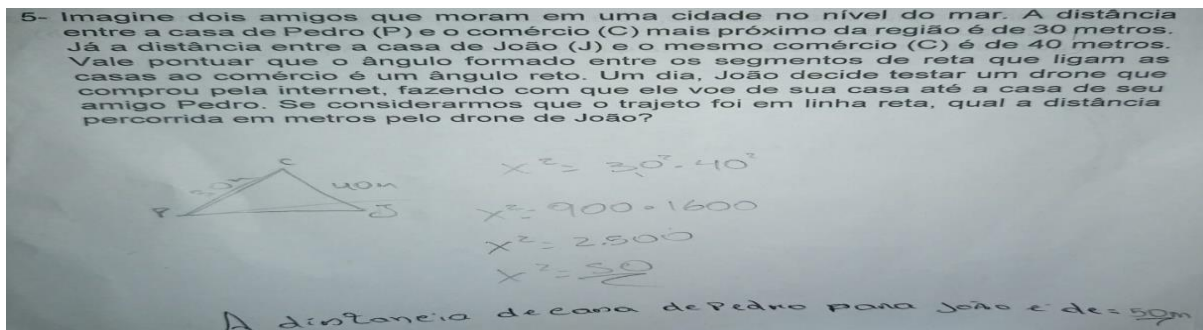 5- Imagine dois amigos que moram em uma cidade no nível do mar. A distância
entre a casa de Pedro (P) e o comércio (C) mais próximo da região é de 30 metros.
Já a distância entre a casa de João (J) e o mesmo comércio (C) é de 40 metros.
Vale pontuar que o ângulo formado entre os segmentos de reta que ligam as
casas ao comércio é um ângulo reto. Um dia, João decide testar um drone que
comprou pela internet, fazendo com que ele voe de sua casa até a casa de seu
amigo Pedro. Se considerarmos que o trajeto foi em linha reta, qual a distância
percorrida em metros pelo drone de João?
C
40m
P
J
x² = 30² - 40²
x² = 900 - 1600
x² = 2.500
x² = 50
A distancia de casa de Pedro para João é de = 50m